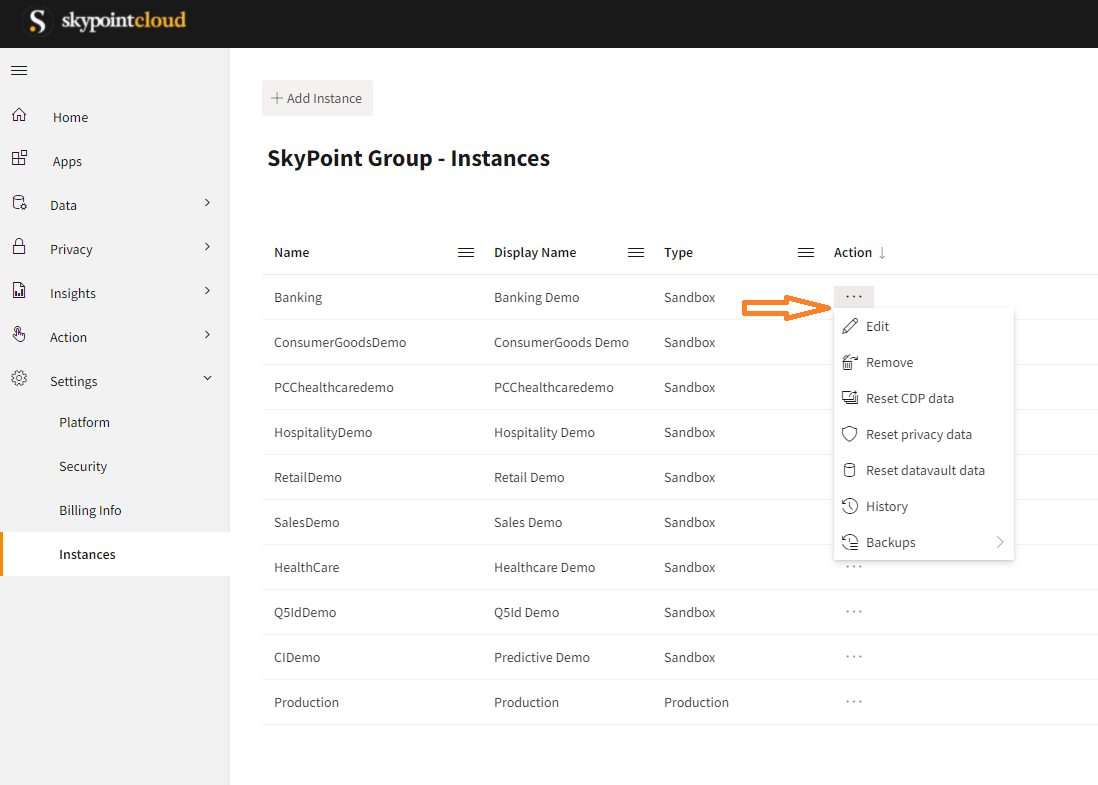 skypointcloud
+ Add Instance
Home
Apps
Data
Privacy
Insights
Action
Settings
Platform
Security
Billing Info
Instances
SkyPoint Group - Instances
Name Display Name Type Action ↓
Banking Banking Demo Sandbox ...
ConsumerGoodsDemo ConsumerGoods Demo Sandbox
PCChealthcaredemo PCChealthcaredemo Sandbox
HospitalityDemo Hospitality Demo Sandbox
RetailDemo Retail Demo Sandbox
SalesDemo Sales Demo Sandbox
HealthCare Healthcare Demo Sandbox ...
Q5IdDemo Q5Id Demo Sandbox ...
CIDemo Predictive Demo Sandbox ...
Production Production Production ...
Edit
Remove
Reset CDP data
Reset privacy data
Reset datavault data
History
Backups